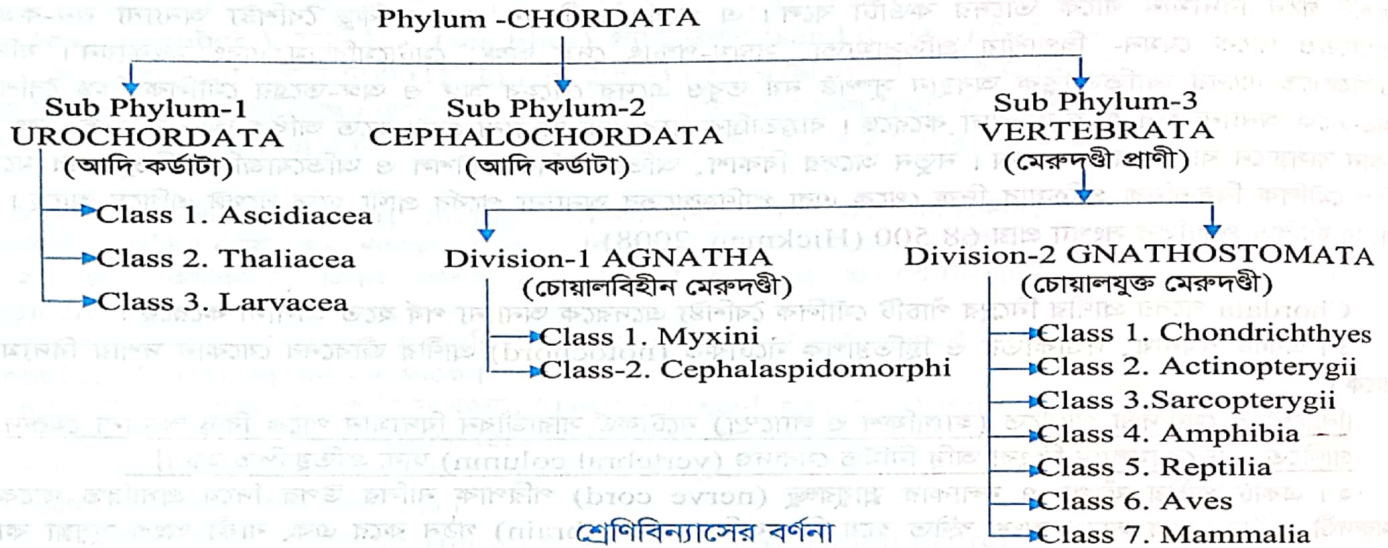 Phylum -CHORDATA
Sub Phylum-1
UROCHORDATA
(আদি কর্ডাটা)
Class 1. Ascidiacea
Class 2. Thaliacea
Class 3. Larvacea
Sub Phylum-2
CEPHALOCHORDATA
(আদি কর্ডাটা)
Sub Phylum-3
VERTEBRATA
(মেরুদণ্ডী প্রাণী)
Division-1 AGNATHA
(চোয়ালবিহীন মেরুদণ্ডী)
Class 1. Myxini
Class-2. Cephalaspidomorphi
Division-2 GNATHOSTOMATA
(চোয়ালযুক্ত মেরুদণ্ডী)
Class 1. Chondrichthyes
Class 2. Actinopterygii
Class 3.Sarcopterygii
Class 4. Amphibia
Class 5. Reptilia
Class 6. Aves
Class 7. Mammalia
শ্রেণিবিন্যাসের বর্ণনা